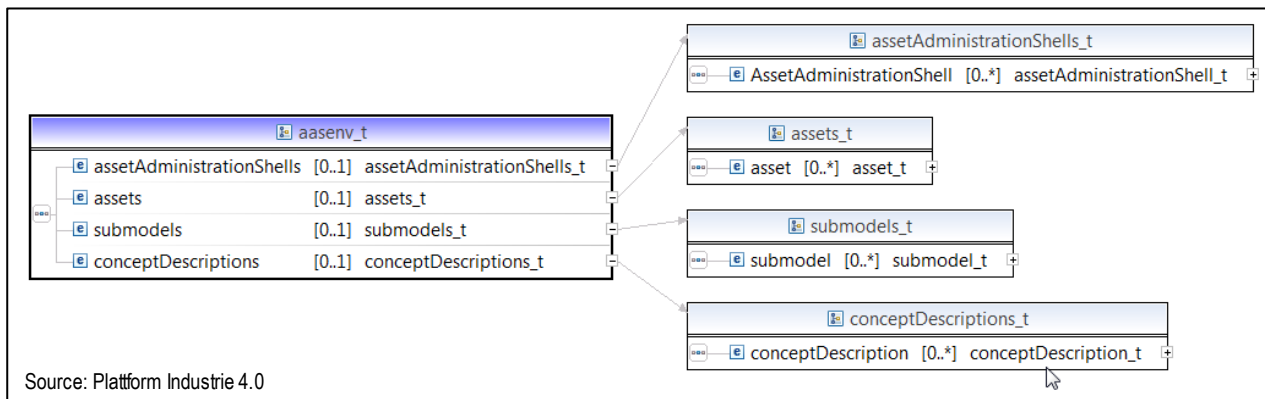 aasenv_t
e assetAdministrationShells [0..1] assetAdministrationShells_t
e assets [0..1] assets_t
e submodels [0..1] submodels_t
e conceptDescriptions [0..1] conceptDescriptions_t
assetAdministrationShells_t
e AssetAdministrationShell [0..*] assetAdministrationShell_t
assets_t
e asset [0..*] asset_t
submodels_t
e submodel [0..*] submodel_t
conceptDescriptions_t
e conceptDescription [0..*] conceptDescription_t
Source: Plattform Industrie 4.0